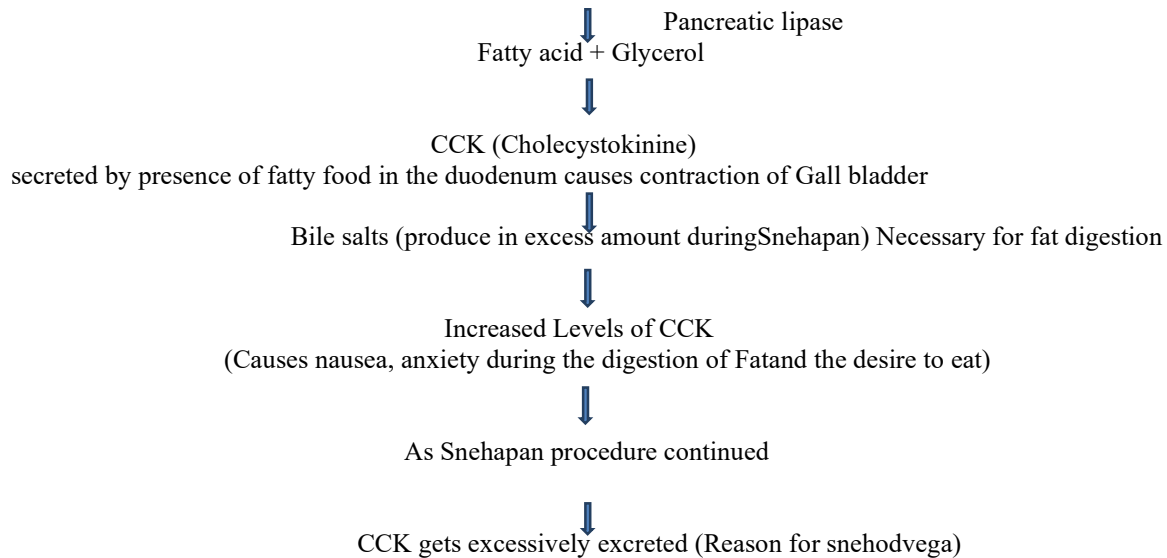 Pancreatic lipase
Fatty acid + Glycerol
CCK (Cholecystokinine)
secreted by presence of fatty food in the duodenum causes contraction of Gall bladder
Bile salts (produce in excess amount duringSnehapan) Necessary for fat digestion
Increased Levels of CCK
(Causes nausea, anxiety during the digestion of Fatand the desire to eat)
As Snehapan procedure continued
CCK gets excessively excreted (Reason for snehodvega)